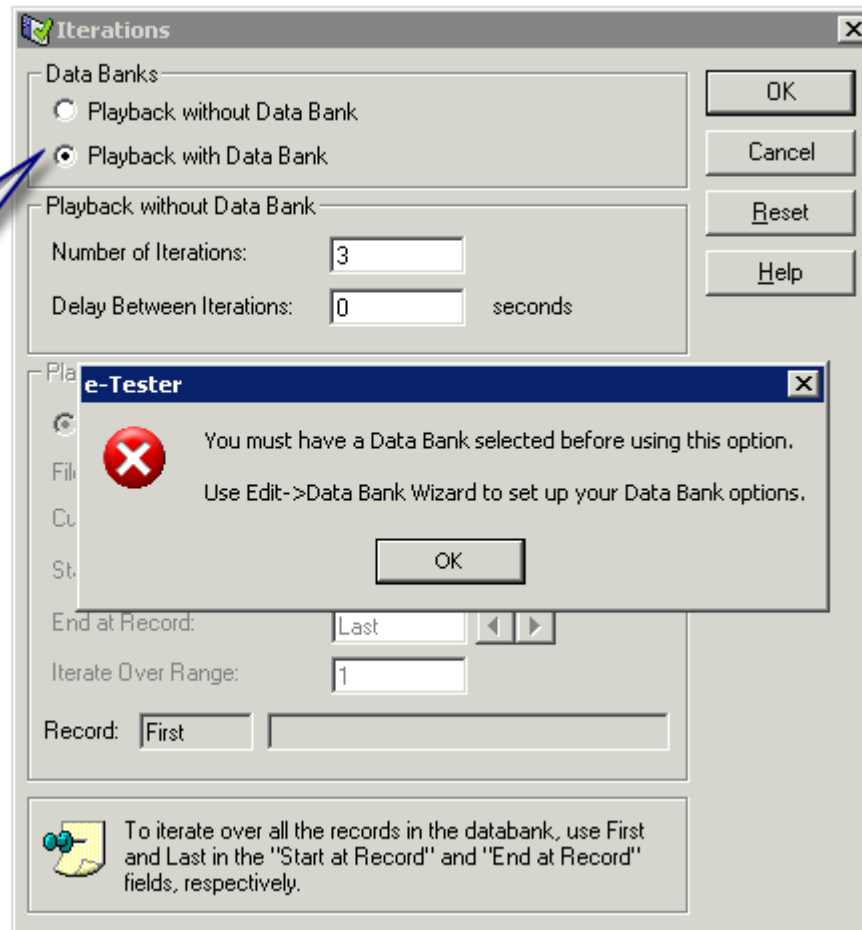 Iterations
Data Banks
Playback without Data Bank
Playback with Data Bank
OK
Cancel
Reset
Help
Playback without Data Bank
Number of Iterations: 3
Delay Between Iterations: 0 seconds
e-Tester
You must have a Data Bank selected before using this option.
Use Edit->Data Bank Wizard to set up your Data Bank options.
OK
End at Record: Last
Iterate Over Range: 1
Record: First
To iterate over all the records in the databank, use First
and Last in the "Start at Record" and "End at Record"
fields, respectively.